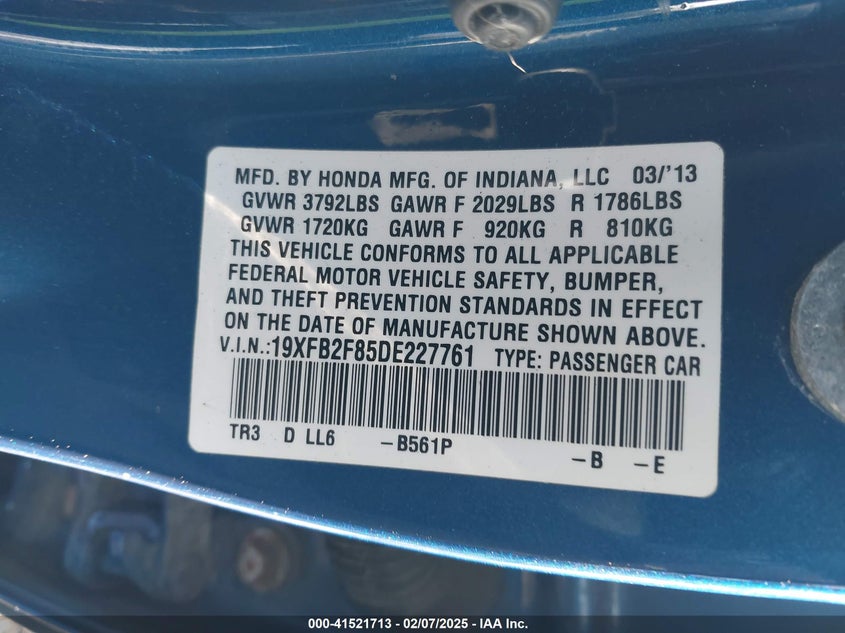 MFD. BY HONDA MFG. OF INDIANA, LLC 03/'13
GVWR 3792LBS GAWR F 2029LBS R 1786LBS
GVWR 1720KG GAWR F 920KG R 810KG
THIS VEHICLE CONFORMS TO ALL APPLICABLE
FEDERAL MOTOR VEHICLE SAFETY, BUMPER,
AND THEFT PREVENTION STANDARDS IN EFFECT
ON THE DATE OF MANUFACTURE SHOWN ABOVE.
V.I.N.:19XFB2F85DE227761 TYPE: PASSENGER CAR
TR3 D LL6 -B561P -B -E
000-41521713 - 02/07/2025 - © IAA Inc.